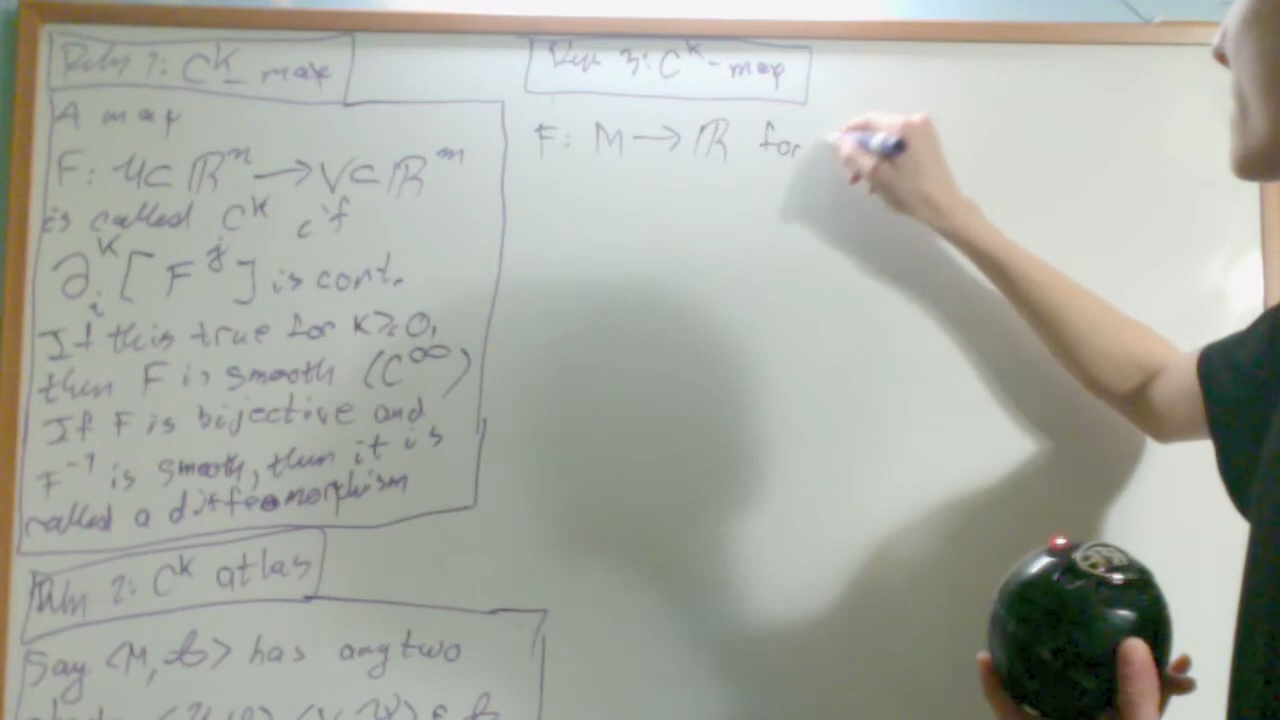 Defn 1: C^k-map
A map
F: U⊂ℝ^n → V⊂ℝ^m
is called C^k if
∂_i^k [F^j] is cont.
If this true for k≥0,
then F is smooth (C^∞)
If F is bijective and
F^-1 is smooth, then it is
called a diffeomorphism
Defn 2: C^k atlas
Say <M, > has any two
3: C^k-map
F: M → ℝ for